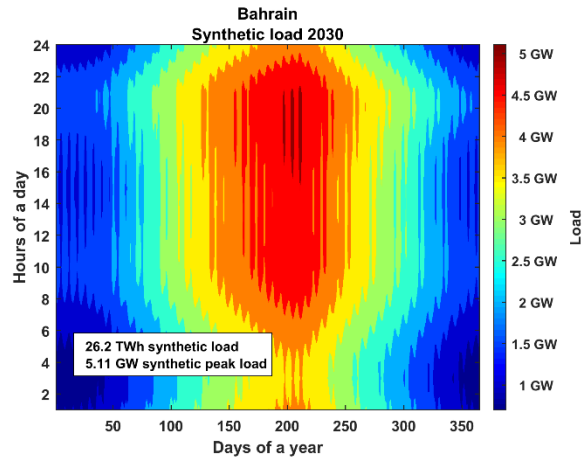 Bahrain
Synthetic load 2030
24
22
20
18
16
14
12
10
8
6
4
2
Hours of a day
26.2 TWh synthetic load
5.11 GW synthetic peak load
50
100
150
200
250
300
350
Days of a year
5 GW
4.5 GW
4 GW
3.5 GW
3 GW
2.5 GW
2 GW
1.5 GW
1 GW
Load